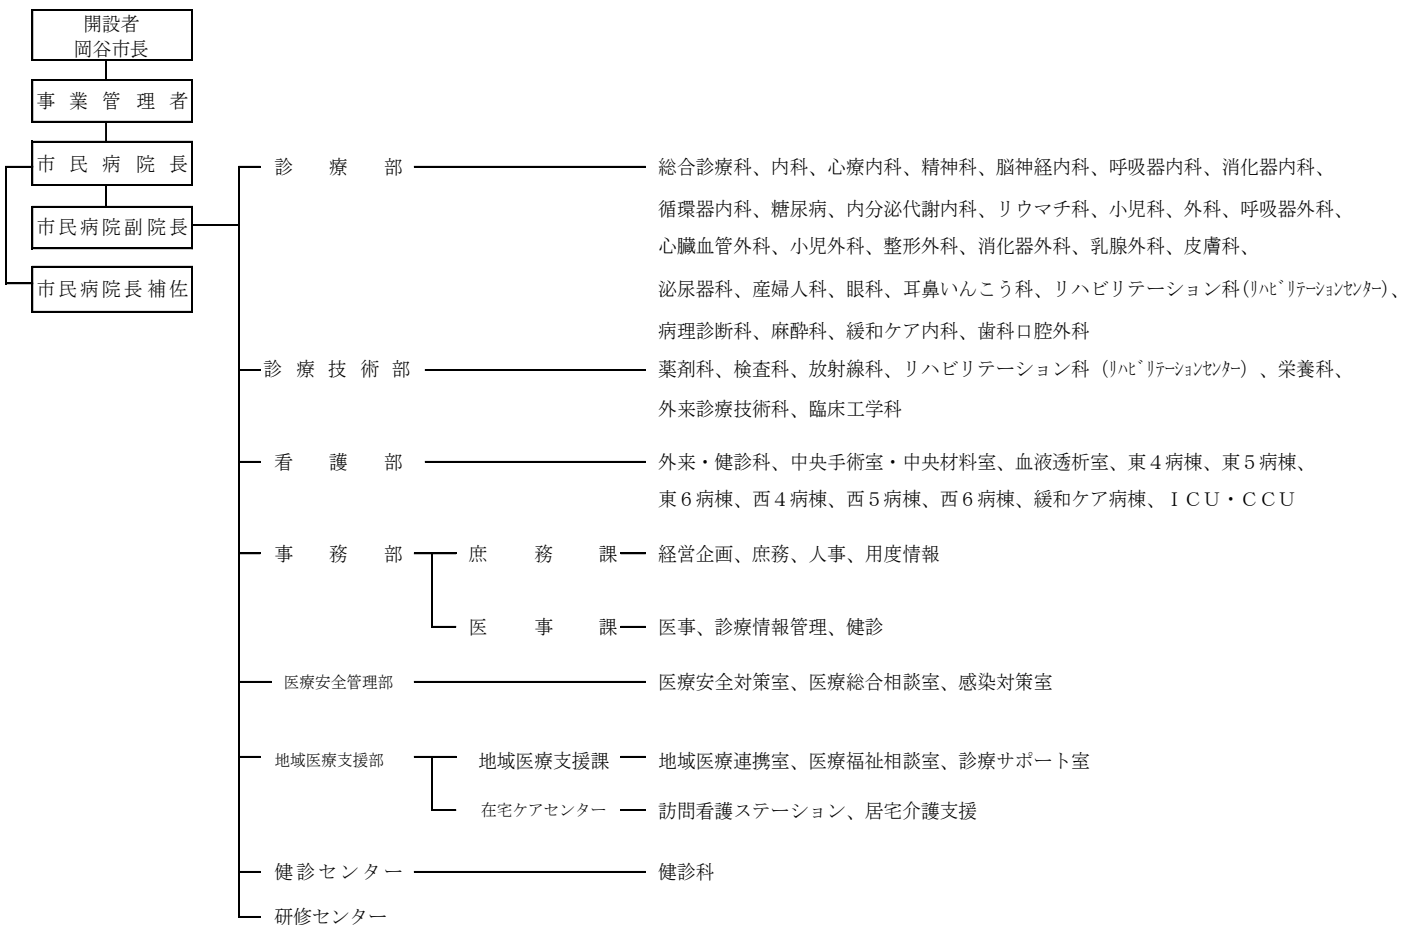 開設者
岡谷市長
事業管理者
市民病院長
市民病院副院長
市民病院長補佐
診療部 総合診療科、内科、心療内科、精神科、脳神経内科、呼吸器内科、消化器内科、
循環器内科、糖尿病、内分泌代謝内科、リウマチ科、小児科、外科、呼吸器外科、
心臓血管外科、小児外科、整形外科、消化器外科、乳腺外科、皮膚科、
泌尿器科、産婦人科、眼科、耳鼻いんこう科、リハビリテーション科(ﾘﾊﾋﾞﾘﾃｰｼｮﾝｾﾝﾀｰ)、
病理診断科、麻酔科、緩和ケア内科、歯科口腔外科
診療技術部 薬剤科、検査科、放射線科、リハビリテーション科（ﾘﾊﾋﾞﾘﾃｰｼｮﾝｾﾝﾀｰ）、栄養科、
外来診療技術科、臨床工学科
看護部 外来・健診科、中央手術室・中央材料室、血液透析室、東４病棟、東５病棟、
東６病棟、西４病棟、西５病棟、西６病棟、緩和ケア病棟、ＩＣＵ・ＣＣＵ
事務部 庶務課 経営企画、庶務、人事、用度情報
医事課 医事、診療情報管理、健診
医療安全管理部 医療安全対策室、医療総合相談室、感染対策室
地域医療支援部 地域医療支援課 地域医療連携室、医療福祉相談室、診療サポート室
在宅ケアセンター 訪問看護ステーション、居宅介護支援
健診センター 健診科
研修センター